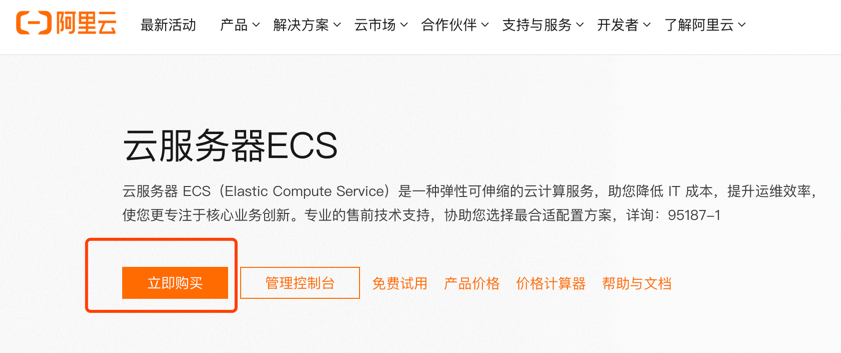 阿里云 最新活动 产品 解决方案 云市场 合作伙伴 支持与服务 开发者 了解阿里云
云服务器ECS
云服务器 ECS（Elastic Compute Service）是一种弹性可伸缩的云计算服务，助您降低 IT 成本，提升运维效率，
使您更专注于核心业务创新。专业的售前技术支持，协助您选择最合适配置方案，详询：95187-1
立即购买 管理控制台 免费试用 产品价格 价格计算器 帮助与文档